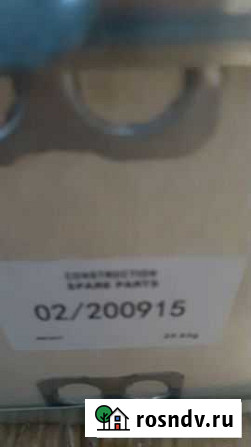 CONSTRUCTION
SPARE PARTS
02/200915
rosndv.ru